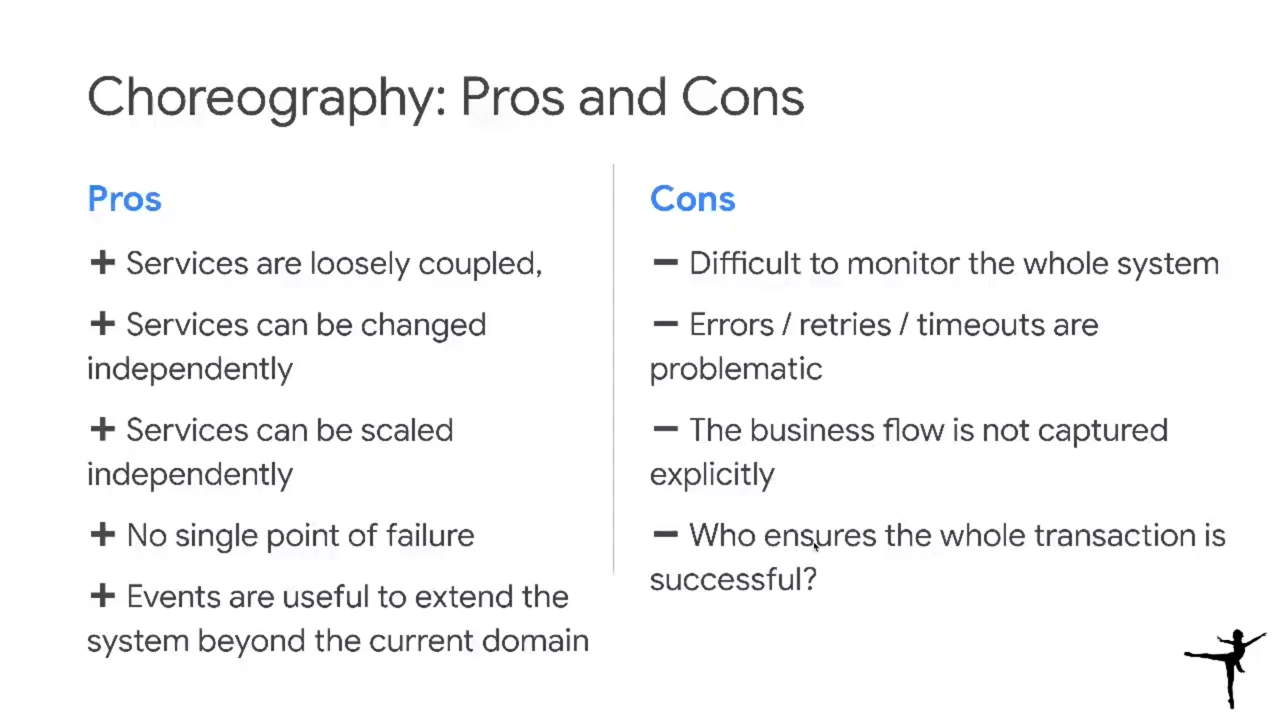 Choreography: Pros and Cons
Pros
+ Services are loosely coupled,
+ Services can be changed
independently
+ Services can be scaled
independently
+ No single point of failure
+ Events are useful to extend the
system beyond the current domain
Cons
− Difficult to monitor the whole system
− Errors / retries / timeouts are
problematic
− The business flow is not captured
explicitly
− Who ensures the whole transaction is
successful?